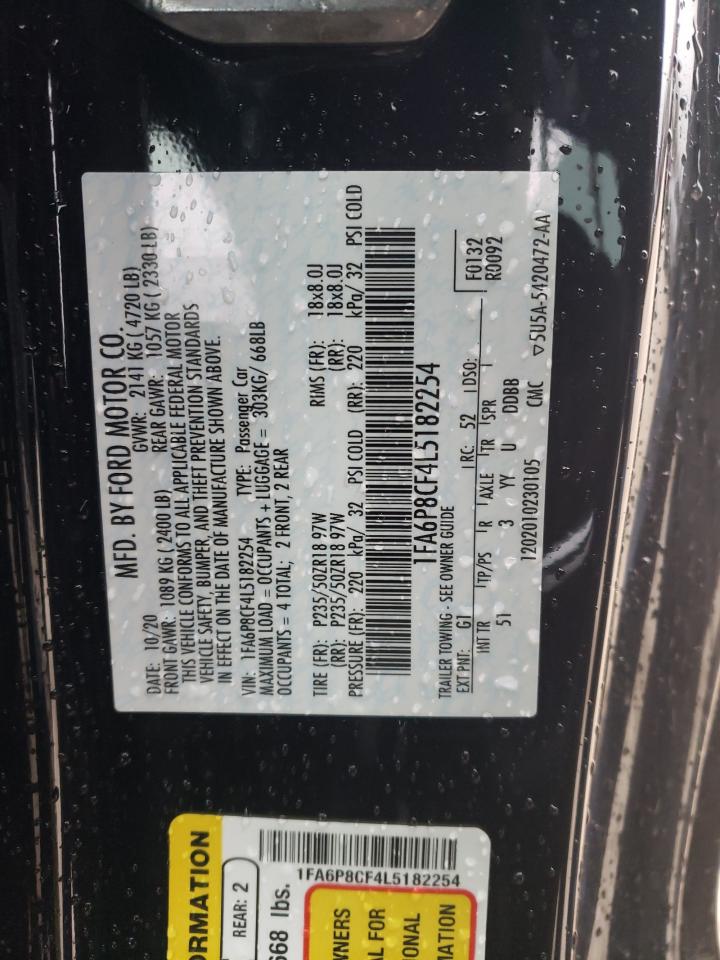 MFD. BY FORD MOTOR CO.
DATE: 10/20 GVWR: 2141 KG ( 4720 LB)
FRONT GAWR: 1089 KG ( 2400 LB) REAR GAWR: 1057 KG ( 2330 LB)
THIS VEHICLE CONFORMS TO ALL APPLICABLE FEDERAL MOTOR
VEHICLE SAFETY, BUMPER, AND THEFT PREVENTION STANDARDS
IN EFFECT ON THE DATE OF MANUFACTURE SHOWN ABOVE.
VIN: 1FA6P8CF4L5182254 TYPE: Passenger Car
MAXIMUM LOAD = OCCUPANTS + LUGGAGE = 303KG/ 668LB
OCCUPANTS = 4 TOTAL; 2 FRONT, 2 REAR
TIRE (FR): P235/50ZR18 97W RIMS (FR): 18x8.0J
(RR): P235/50ZR18 97W (RR): 18x8.0J
PRESSURE (FR): 220 kPa/ 32 PSI COLD (RR): 220 kPa/ 32 PSI COLD
1FA6P8CF4L5182254
TRAILER TOWING - SEE OWNER GUIDE F0132
EXT PNT: G1 RC: 52 DSO: R0092
INT TR TP/PS R AXLE TR SPR
51 3 YY U DDBB
1202010230105 CMC ▽5U5A-5420472-AA
ORMATION
REAR: 2
668 lbs.
1FA6P8CF4L5182254
WNERS
AL FOR
ONAL
MATION